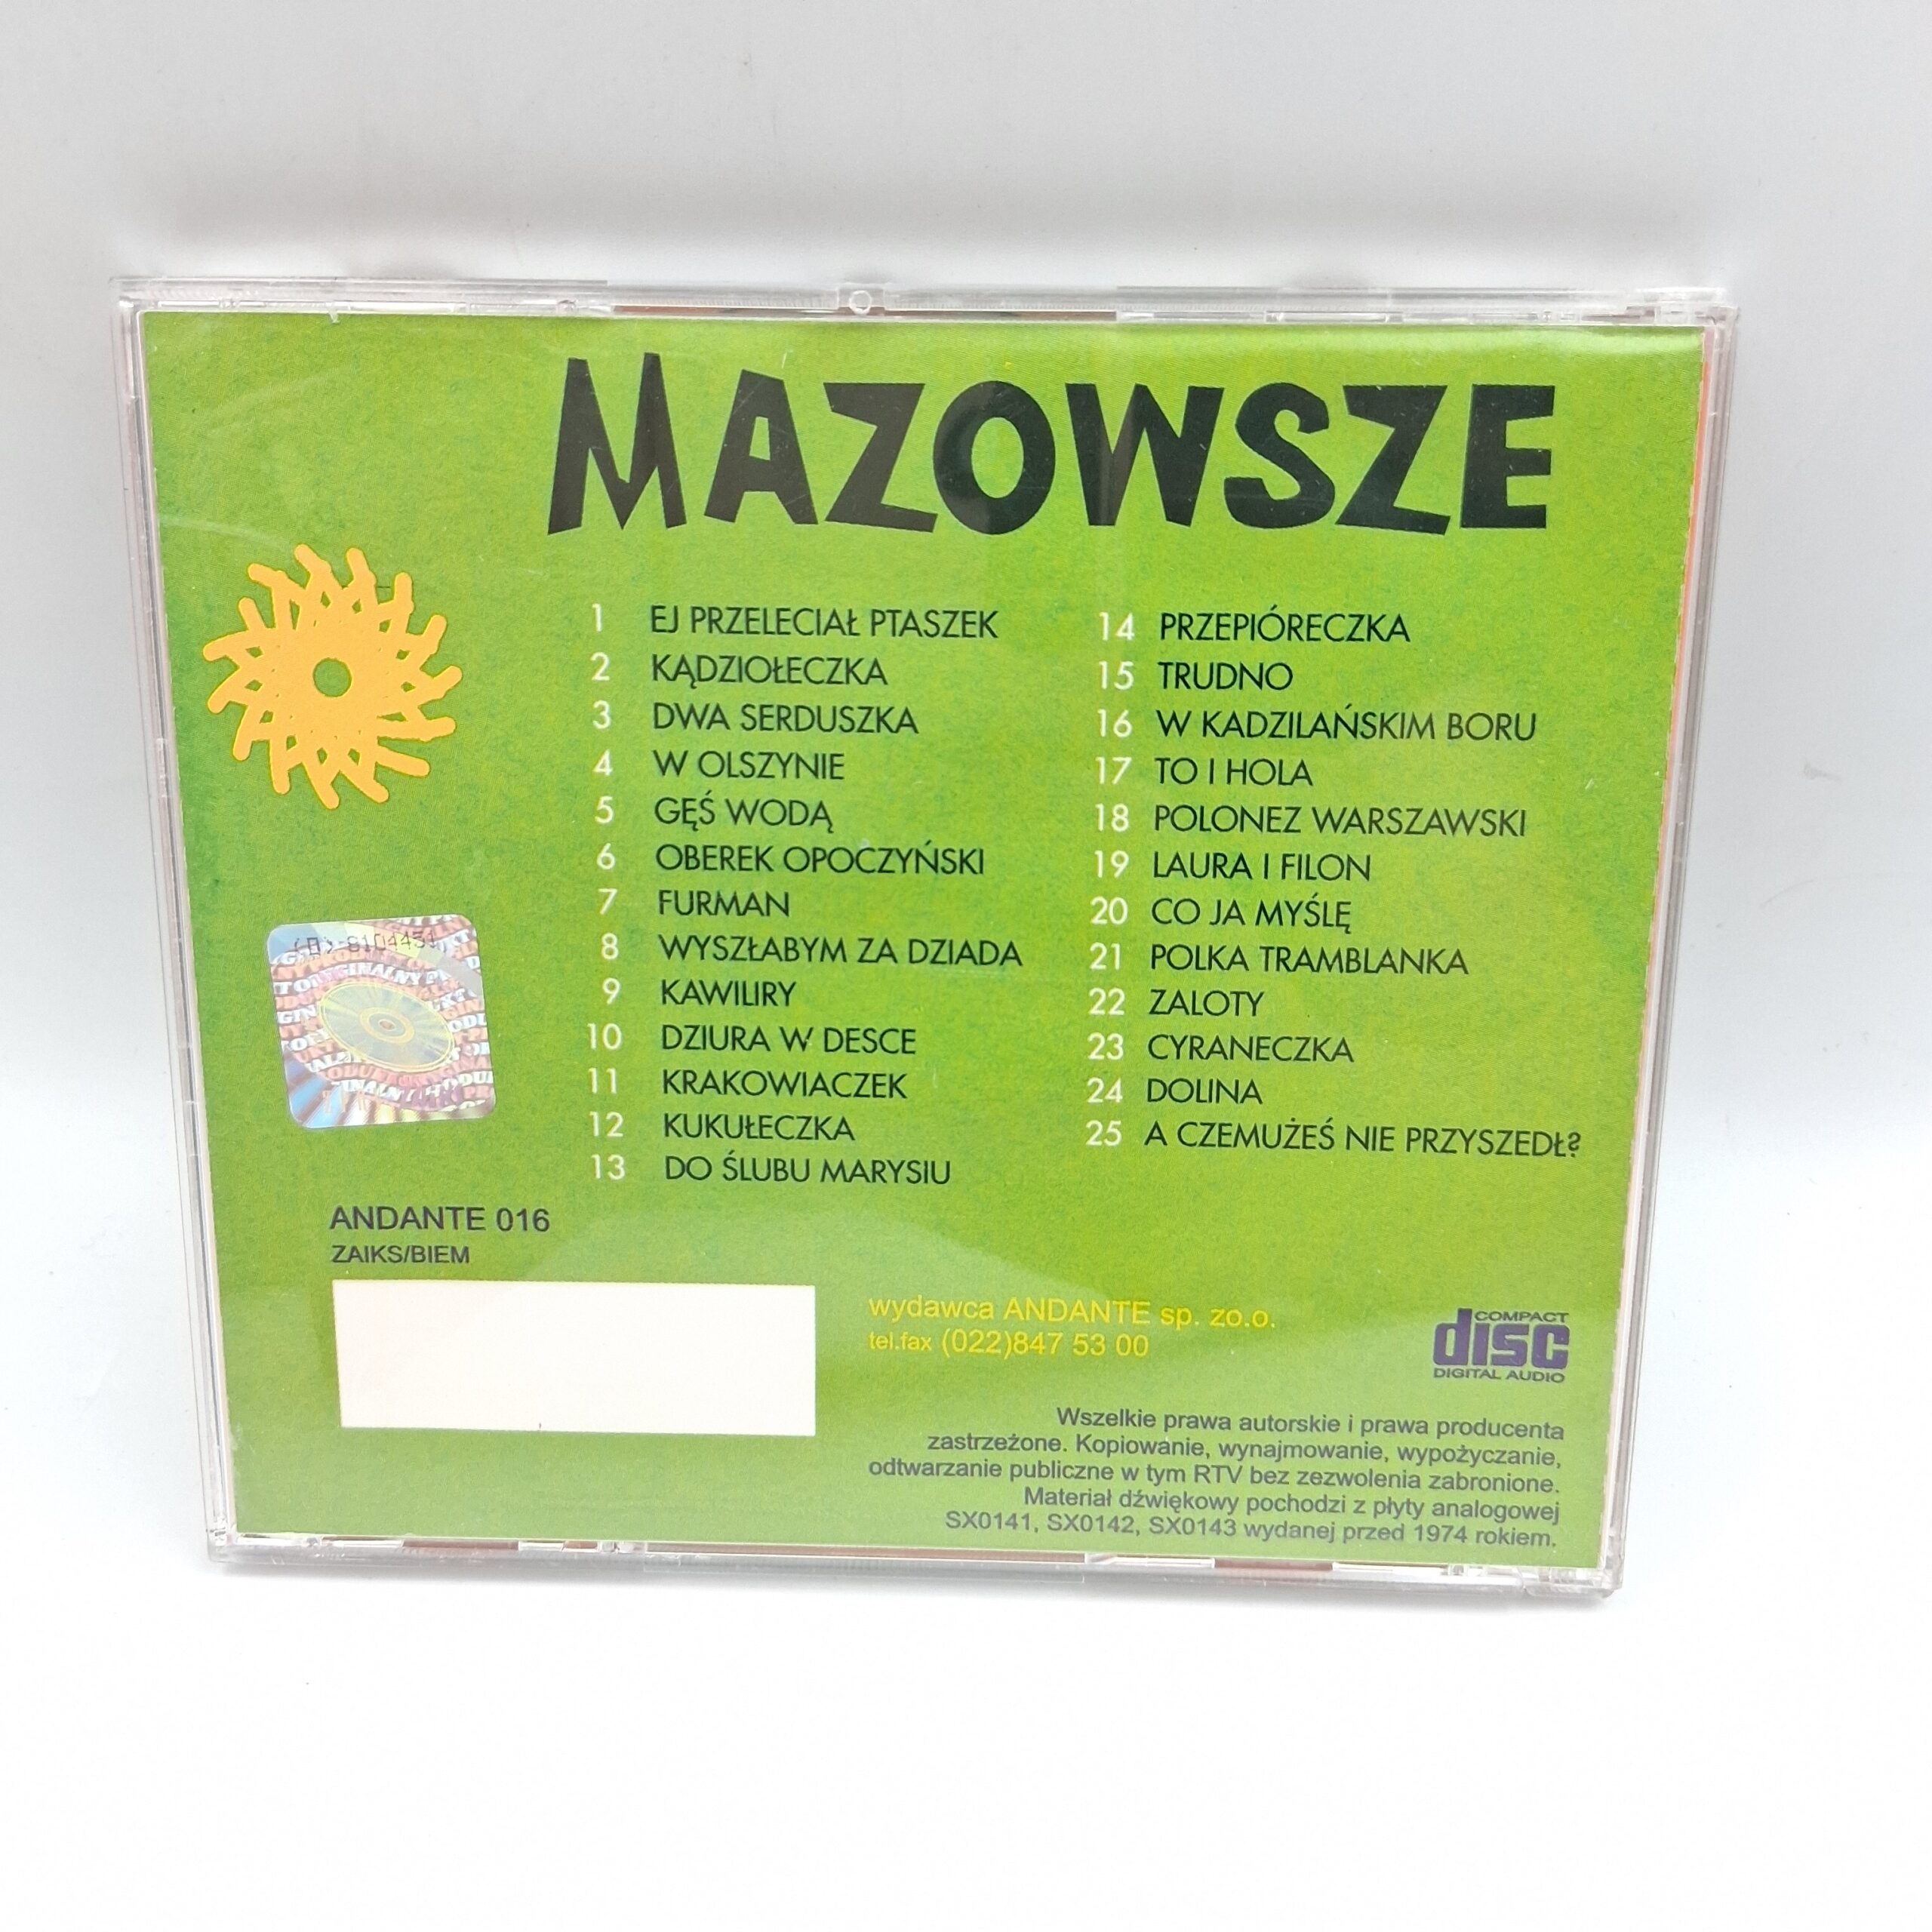 MAZOWSZE
1 EJ PRZELECIAŁ PTASZEK
2 KĄDZIOŁECZKA
3 DWA SERDUSZKA
4 W OLSZYNIE
5 GĘŚ WODĄ
6 OBEREK OPOCZYŃSKI
7 FURMAN
8 WYSZŁABYM ZA DZIADA
9 KAWILIRY
10 DZIURA W DESCE
11 KRAKOWIACZEK
12 KUKUŁECZKA
13 DO ŚLUBU MARYSIU
14 PRZEPIÓRECZKA
15 TRUDNO
16 W KADZILAŃSKIM BORU
17 TO I HOLA
18 POLONEZ WARSZAWSKI
19 LAURA I FILON
20 CO JA MYŚLĘ
21 POLKA TRAMBLANKA
22 ZALOTY
23 CYRANECZKA
24 DOLINA
25 A CZEMUŻEŚ NIE PRZYSZEDŁ?
ANDANTE 016
ZAIKS/BIEM
wydawca ANDANTE sp. zo.o.
tel.fax (022)847 53 00
COMPACT
disc
DIGITAL AUDIO
Wszelkie prawa autorskie i prawa producenta
zastrzeżone. Kopiowanie, wynajmowanie, wypożyczanie,
odtwarzanie publiczne w tym RTV bez zezwolenia zabronione.
Materiał dźwiękowy pochodzi z płyty analogowej
SX0141, SX0142, SX0143 wydanej przed 1974 rokiem.